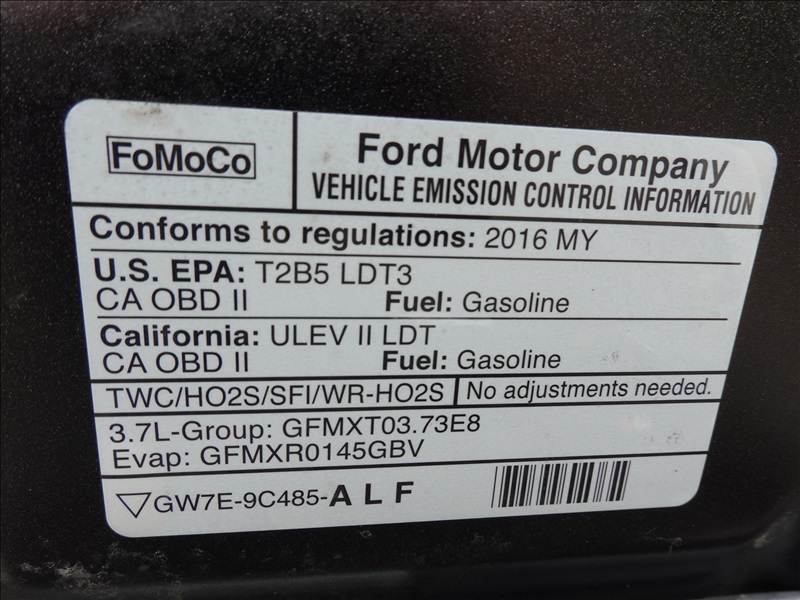 FoMoCo
Ford Motor Company
VEHICLE EMISSION CONTROL INFORMATION
Conforms to regulations: 2016 MY
U.S. EPA: T2B5 LDT3
CA OBD II Fuel: Gasoline
California: ULEV II LDT
CA OBD II Fuel: Gasoline
TWC/HO2S/SFI/WR-HO2S No adjustments needed.
3.7L-Group: GFMXT03.73E8
Evap: GFMXR0145GBV
GW7E-9C485-ALF